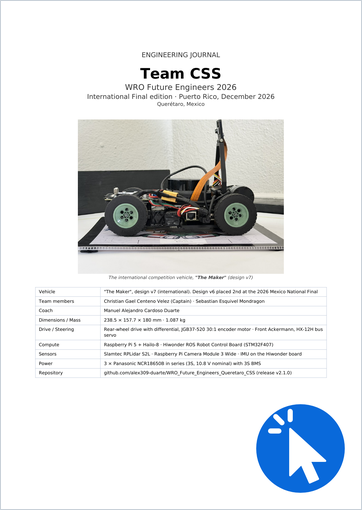 ENGINEERING JOURNAL
Team CSS
WRO Future Engineers 2026
International Final edition · Puerto Rico, December 2026
Querétaro, Mexico
The international competition vehicle, "The Maker" (design v7)
Vehicle "The Maker", design v7 (international). Design v6 placed 2nd at the 2026 Mexico National Final
Team members Christian Gael Centeno Velez (Captain) · Sebastian Esquivel Mondragon
Coach Manuel Alejandro Cardoso Duarte
Dimensions / Mass 238.5 × 157.7 × 180 mm · 1.087 kg
Drive / Steering Rear-wheel drive with differential, JGB37-520 30:1 encoder motor · Front Ackermann, HX-12H bus
servo
Compute Raspberry Pi 5 + Hailo-8 · Hiwonder ROS Robot Control Board (STM32F407)
Sensors Slamtec RPLidar S2L · Raspberry Pi Camera Module 3 Wide · IMU on the Hiwonder board
Power 3 × Panasonic NCR18650B in series (3S, 10.8 V nominal) with 3S BMS
Repository github.com/alex309-duarte/WRO_Future_Engineers_Queretaro_CSS (release v2.1.0)